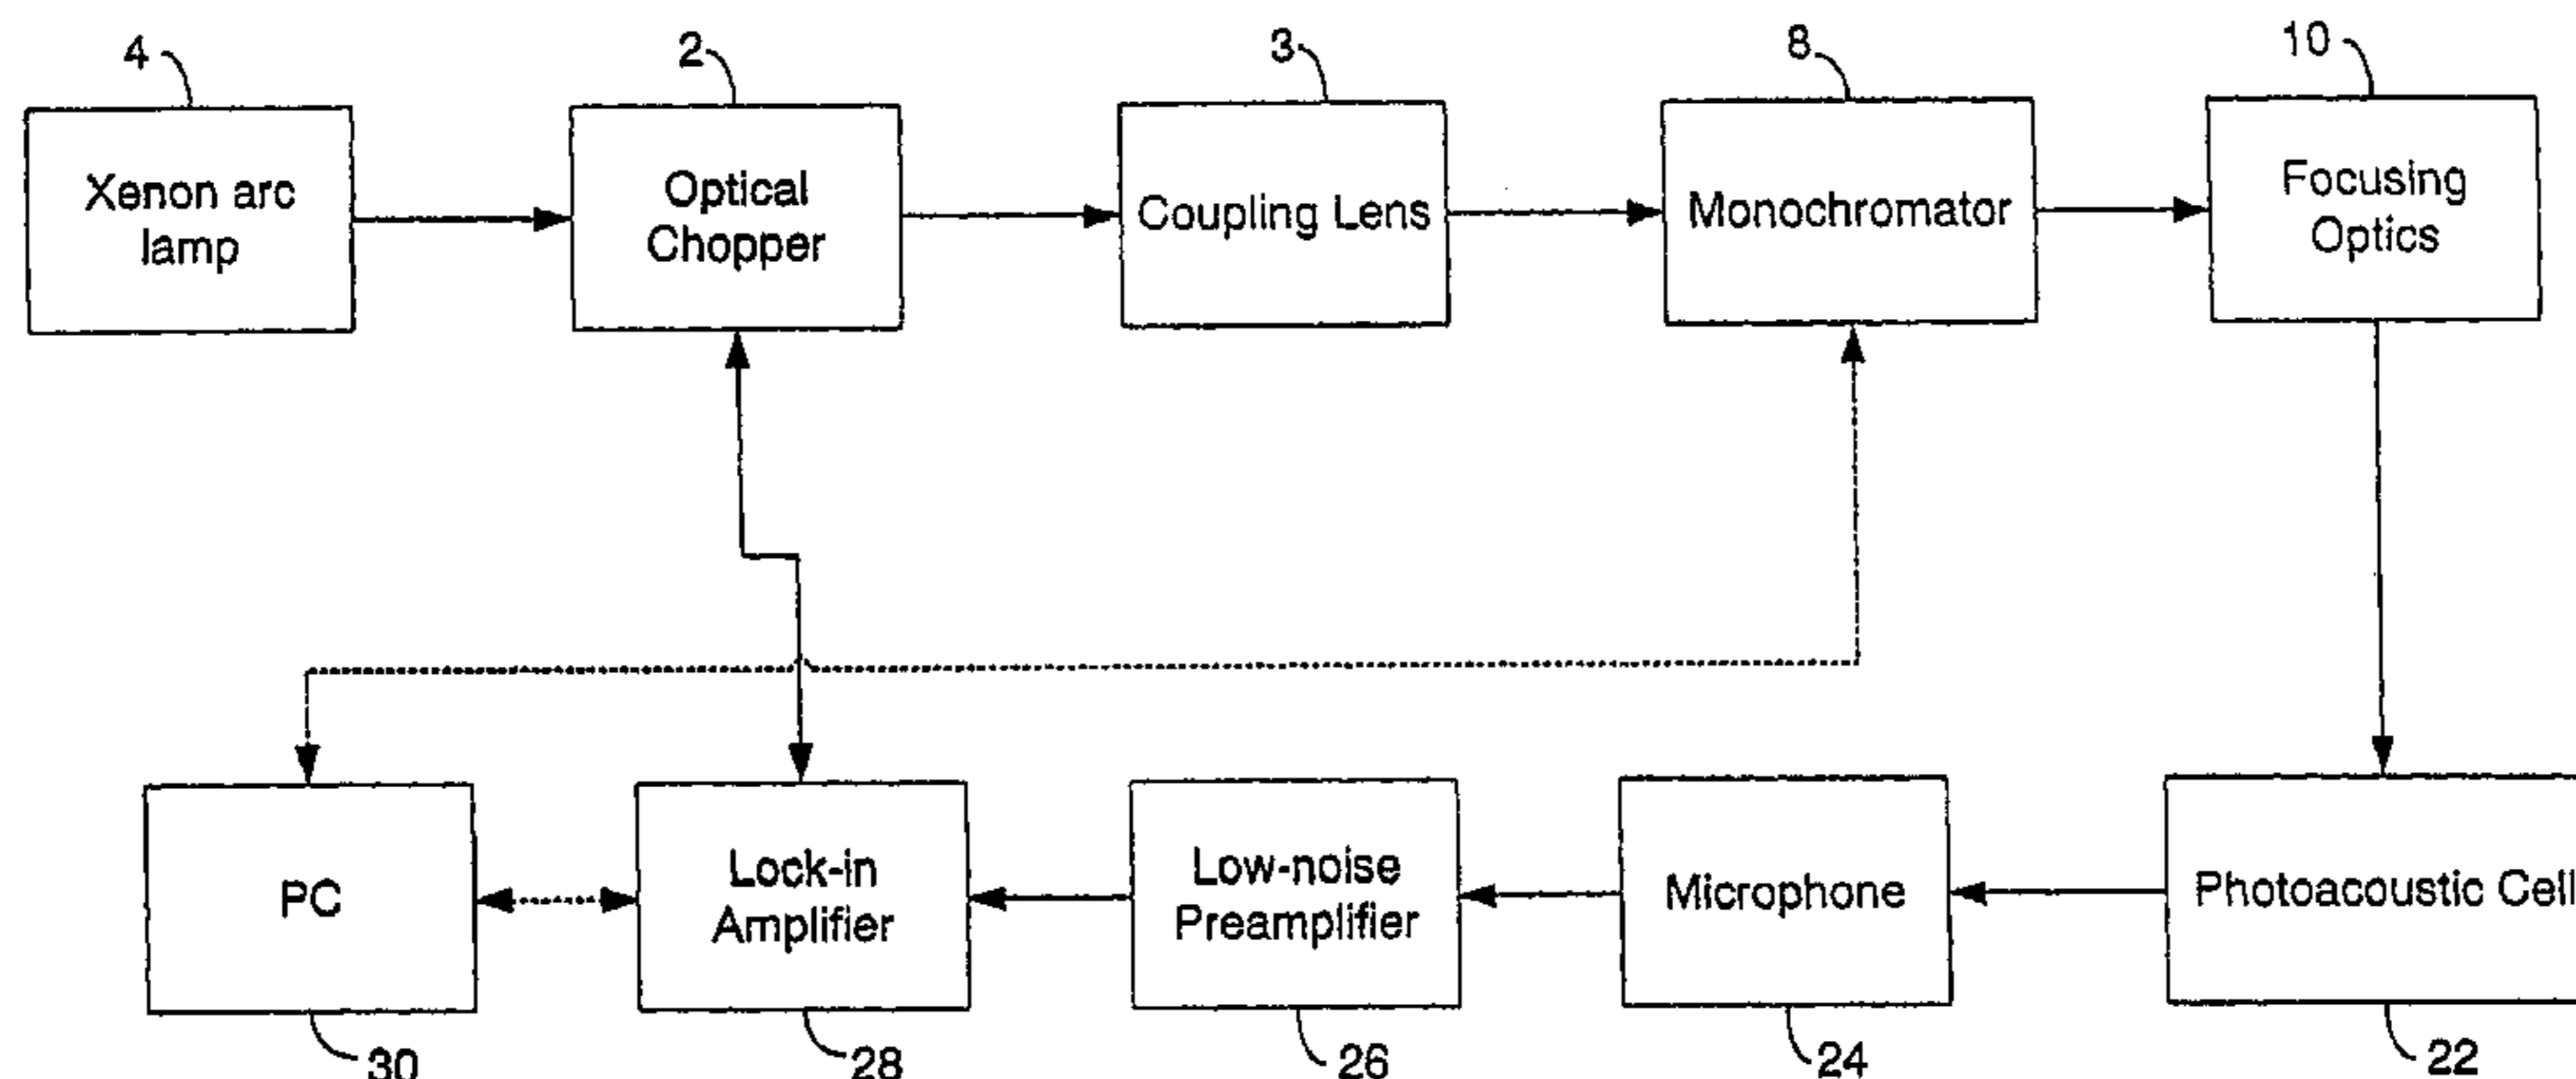 4
2
3
8
10
Xenon arc
lamp
Optical
Chopper
Coupling Lens
Monochromator
Focusing
Optics
PC
Lock-in
Amplifier
Low-noise
Preamplifier
Microphone
Photoacoustic Cell
30
28
26
24
22